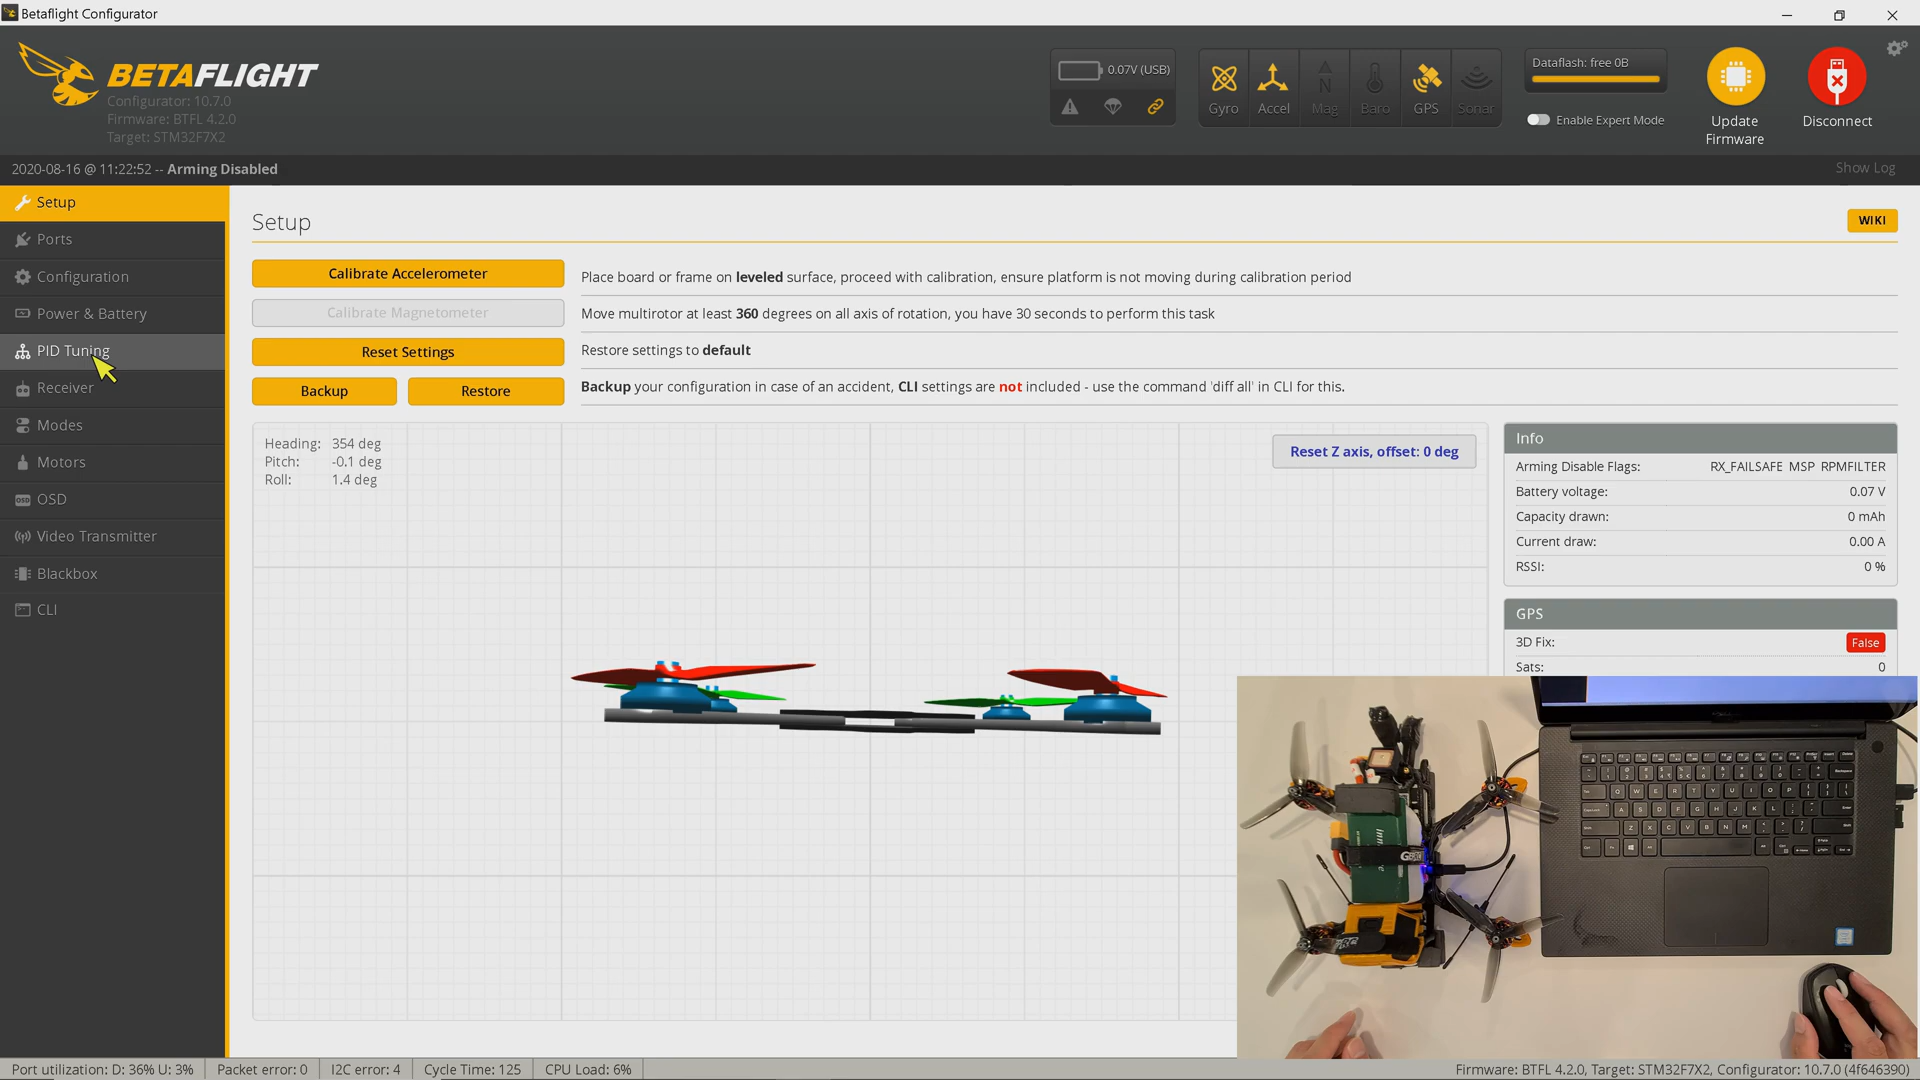 Betaflight Configurator
BETAFLIGHT
Configurator: 10.7.0
Firmware: BTFL 4.2.0
Target: STM32F7X2
0.07V (USB)
Gyro
Accel
Mag
Baro
GPS
Sonar
Dataflash: free 0B
Enable Expert Mode
Update
Firmware
Disconnect
2020-08-16 @ 11:22:52 -- Arming Disabled
Show Log
Setup
Ports
Configuration
Power & Battery
PID Tuning
Receiver
Modes
Motors
OSD
Video Transmitter
Blackbox
CLI
Setup
WIKI
Calibrate Accelerometer
Place board or frame on leveled surface, proceed with calibration, ensure platform is not moving during calibration period
Calibrate Magnetometer
Move multirotor at least 360 degrees on all axis of rotation, you have 30 seconds to perform this task
Reset Settings
Restore settings to default
Backup
Restore
Backup your configuration in case of an accident, CLI settings are not included - use the command 'diff all' in CLI for this.
Heading: 354 deg
Pitch: -0.1 deg
Roll: 1.4 deg
Reset Z axis, offset: 0 deg
Info
Arming Disable Flags: RX_FAILSAFE MSP RPMFILTER
Battery voltage: 0.07 V
Capacity drawn: 0 mAh
Current draw: 0.00 A
RSSI: 0 %
GPS
3D Fix: False
Sats: 0
Port utilization: D: 36% U: 3%
Packet error: 0
I2C error: 4
Cycle Time: 125
CPU Load: 6%
Firmware: BTFL 4.2.0, Target: STM32F7X2, Configurator: 10.7.0 (4f646390)